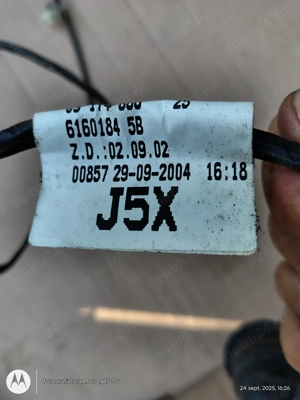 6160184 5B
Z.D.:02.09.02
00857 29-09-2004 16:18
J5X
24 sept. 2025, 16:26